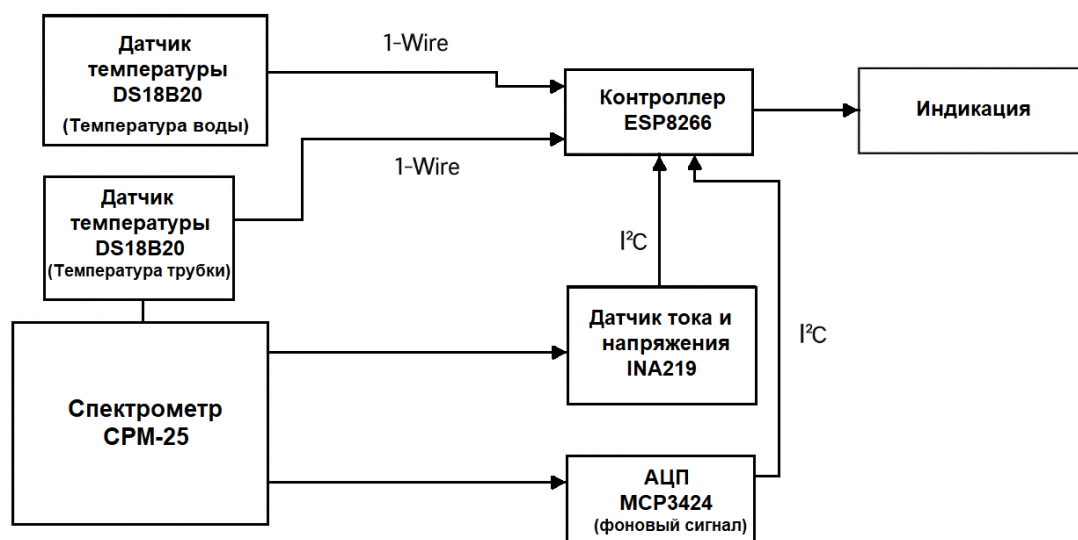 Датчик
температуры
DS18B20
(Температура воды)
1-Wire
Контроллер
ESP8266
Индикация
1-Wire
Датчик
температуры
DS18B20
(Температура трубки)
I²C
Датчик тока и
напряжения
INA219
I²C
Спектрометр
СРМ-25
АЦП
MCP3424
(фоновый сигнал)